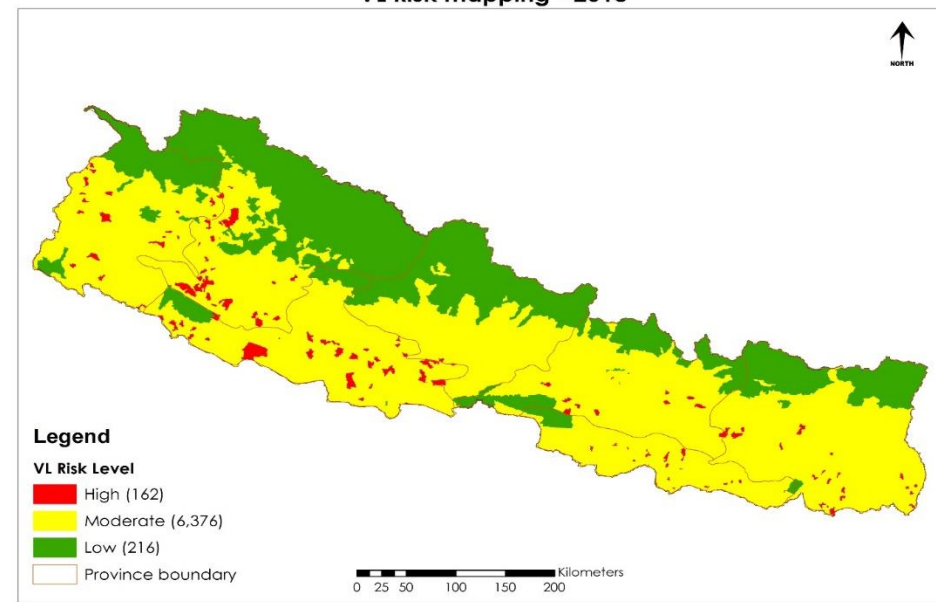 NORTH
Legend
VL Risk Level
High (162)
Moderate (6,376)
Low (216)
Province boundary
Kilometers
0 25 50 100 150 200